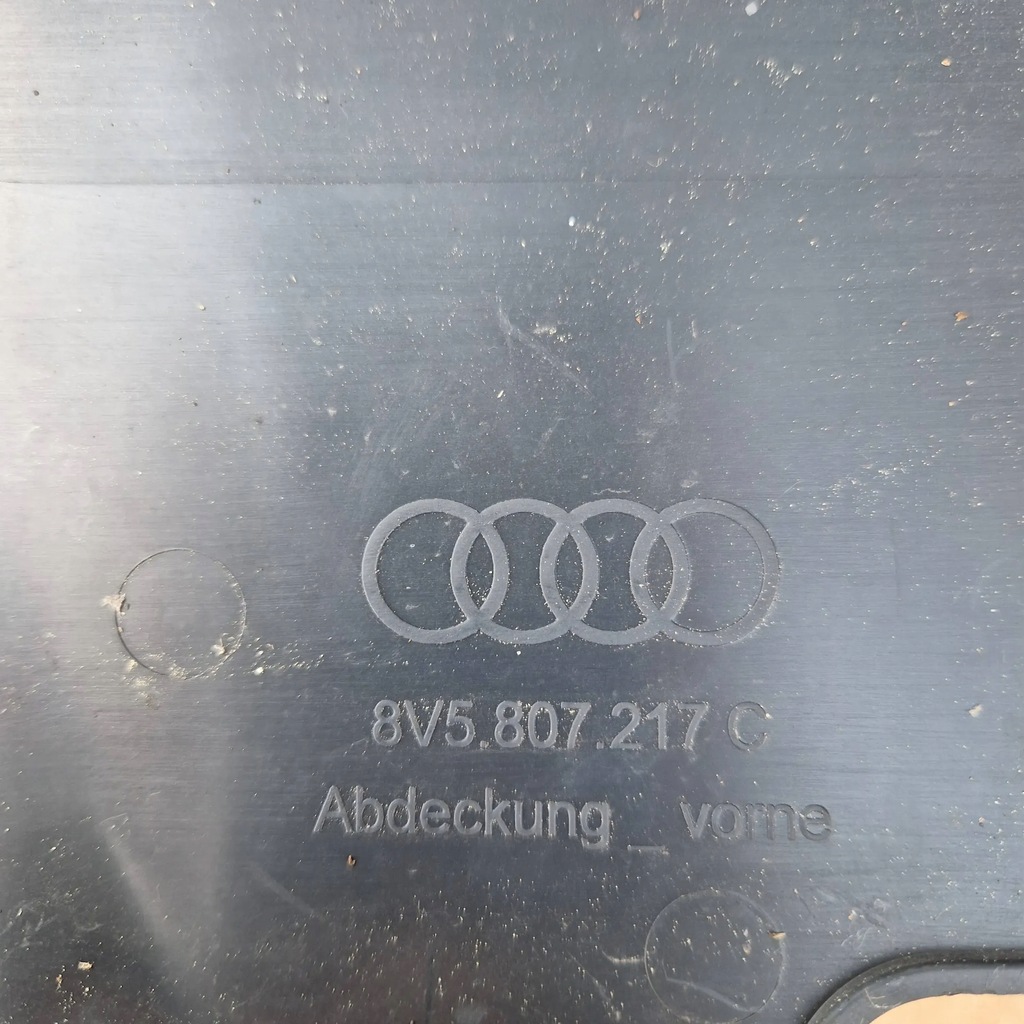 8V5.807.217 C
Abdeckung _ vorne